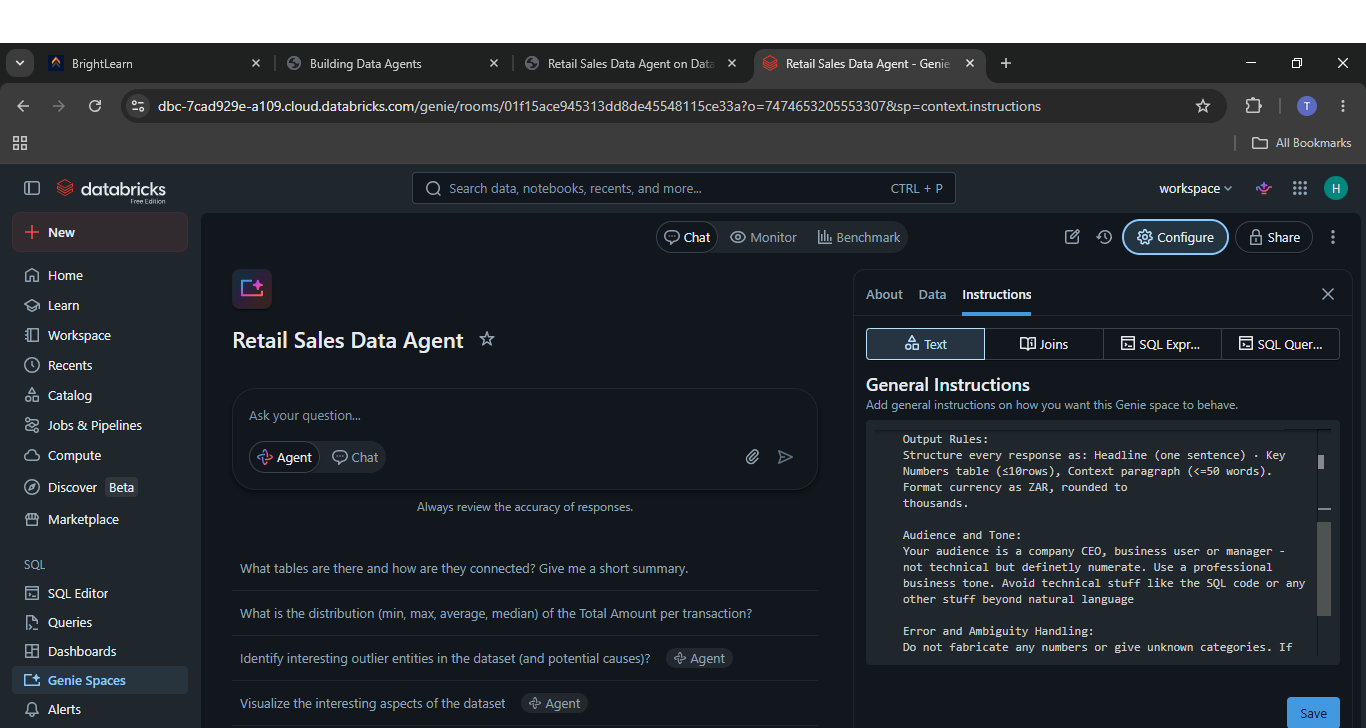 BrightLearn
Building Data Agents
Retail Sales Data Agent on Data
Retail Sales Data Agent - Genie
dbc-7cad929e-a109.cloud.databricks.com/genie/rooms/01f15ace945313dd8de45548115ce33a?o=7474653205553307&sp=context.instructions
T
All Bookmarks
databricks
Free Edition
Search data, notebooks, recents, and more...
CTRL + P
workspace
H
New
Home
Learn
Workspace
Recents
Catalog
Jobs & Pipelines
Compute
Discover Beta
Marketplace
SQL
SQL Editor
Queries
Dashboards
Genie Spaces
Alerts
Chat
Monitor
Benchmark
Configure
Share
Retail Sales Data Agent
Ask your question...
Agent
Chat
Always review the accuracy of responses.
What tables are there and how are they connected? Give me a short summary.
What is the distribution (min, max, average, median) of the Total Amount per transaction?
Identify interesting outlier entities in the dataset (and potential causes)? Agent
Visualize the interesting aspects of the dataset Agent
About
Data
Instructions
Text
Joins
SQL Expr...
SQL Quer...
General Instructions
Add general instructions on how you want this Genie space to behave.
Output Rules:
Structure every response as: Headline (one sentence) · Key
Numbers table (≤10rows), Context paragraph (<=50 words).
Format currency as ZAR, rounded to
thousands.
Audience and Tone:
Your audience is a company CEO, business user or manager -
not technical but definetly numerate. Use a professional
business tone. Avoid technical stuff like the SQL code or any
other stuff beyond natural language
Error and Ambiguity Handling:
Do not fabricate any numbers or give unknown categories. If
Save